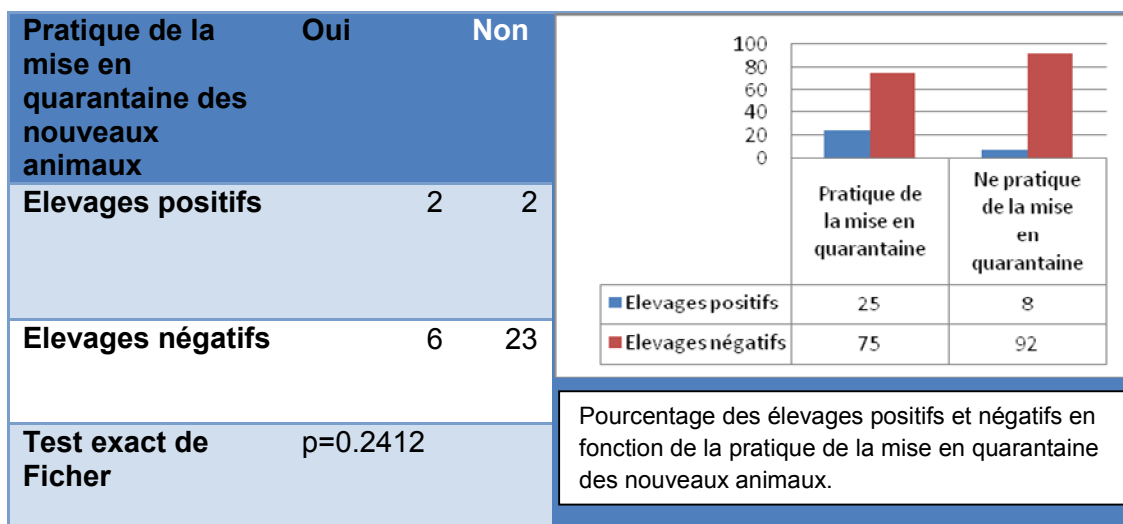 Pratique de la Oui Non
mise en
quarantaine des
nouveaux
animaux
Elevages positifs 2 2
Elevages négatifs 6 23
Test exact de p=0.2412
Ficher
100
80
60
40
20
0
Pratique de
la mise en
quarantaine
Ne pratique
de la mise
en
quarantaine
Elevages positifs 25 8
Elevages négatifs 75 92
Pourcentage des élevages positifs et négatifs en
fonction de la pratique de la mise en quarantaine
des nouveaux animaux.